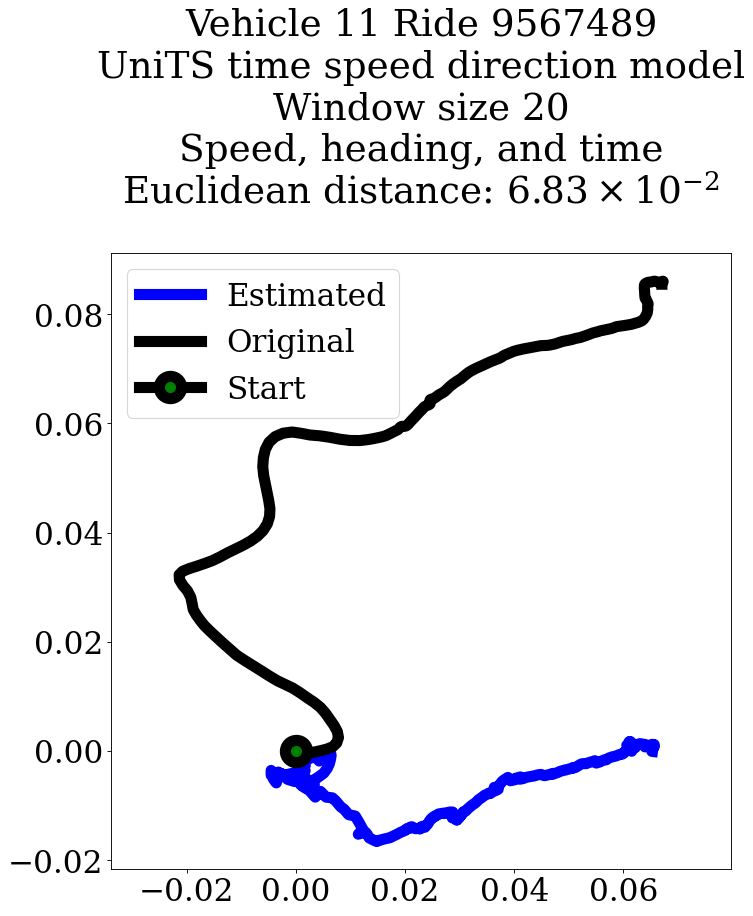 Vehicle 11 Ride 9567489
UniTS time speed direction model
Window size 20
Speed, heading, and time
Euclidean distance: 6.83 × 10⁻²
Estimated
Original
Start
0.08
0.06
0.04
0.02
0.00
−0.02
−0.02 0.00 0.02 0.04 0.06